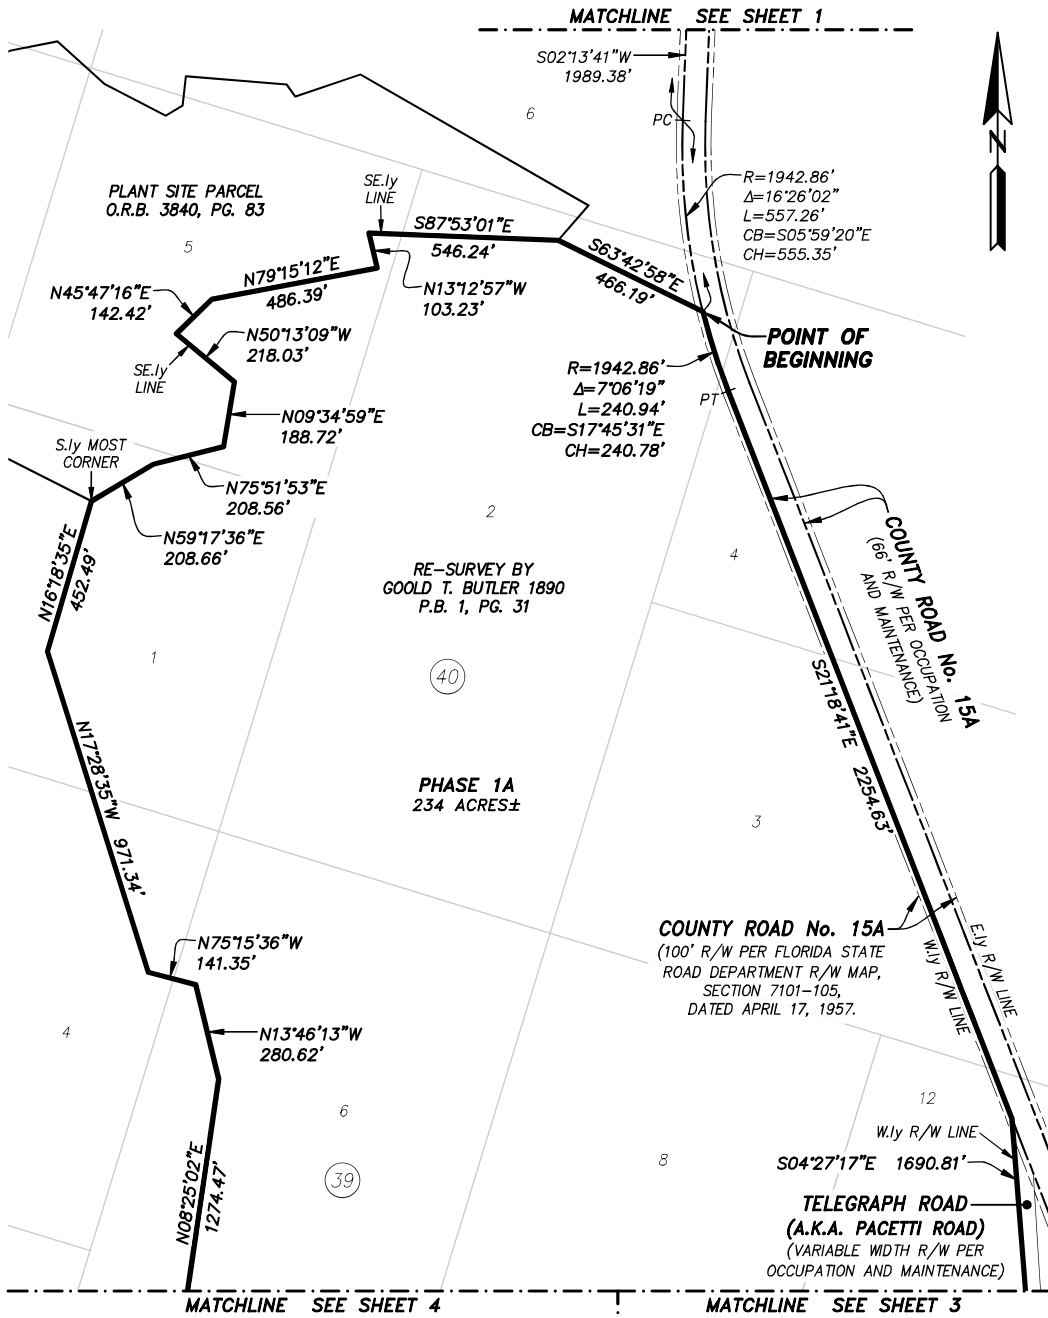 MATCHLINE SEE SHEET 1
S02°13'41"W
1989.38'
PC
N
6
PLANT SITE PARCEL
O.R.B. 3840, PG. 83
5
SE.ly
LINE
R=1942.86'
Δ=16°26'02"
L=557.26'
CB=S05°59'20"E
CH=555.35'
S87°53'01"E
546.24'
S63°42'58"E
466.19'
N79°15'12"E
486.39'
N13°12'57"W
103.23'
N45°47'16"E
142.42'
N50°13'09"W
218.03'
SE.ly
LINE
POINT OF
BEGINNING
R=1942.86'
Δ=7°06'19"
L=240.94'
CB=S17°45'31"E
CH=240.78'
PT
N09°34'59"E
188.72'
S.ly MOST
CORNER
N75°51'53"E
208.56'
N59°17'36"E
208.66'
2
4
COUNTY ROAD No. 15A
(66' R/W PER OCCUPATION
AND MAINTENANCE)
N16°18'35"E
452.49'
RE-SURVEY BY
GOOLD T. BUTLER 1890
P.B. 1, PG. 31
1
40
S21°18'41"E 2254.63'
N17°28'35"W 971.34'
PHASE 1A
234 ACRES±
3
COUNTY ROAD No. 15A
(100' R/W PER FLORIDA STATE
ROAD DEPARTMENT R/W MAP,
SECTION 7101-105,
DATED APRIL 17, 1957.
W.ly R/W LINE
E.ly R/W LINE
N75°15'36"W
141.35'
4
N13°46'13"W
280.62'
6
12
W.ly R/W LINE
S04°27'17"E 1690.81'
8
39
N08°25'02"E
1274.47'
TELEGRAPH ROAD
(A.K.A. PACETTI ROAD)
(VARIABLE WIDTH R/W PER
OCCUPATION AND MAINTENANCE)
MATCHLINE SEE SHEET 4
MATCHLINE SEE SHEET 3